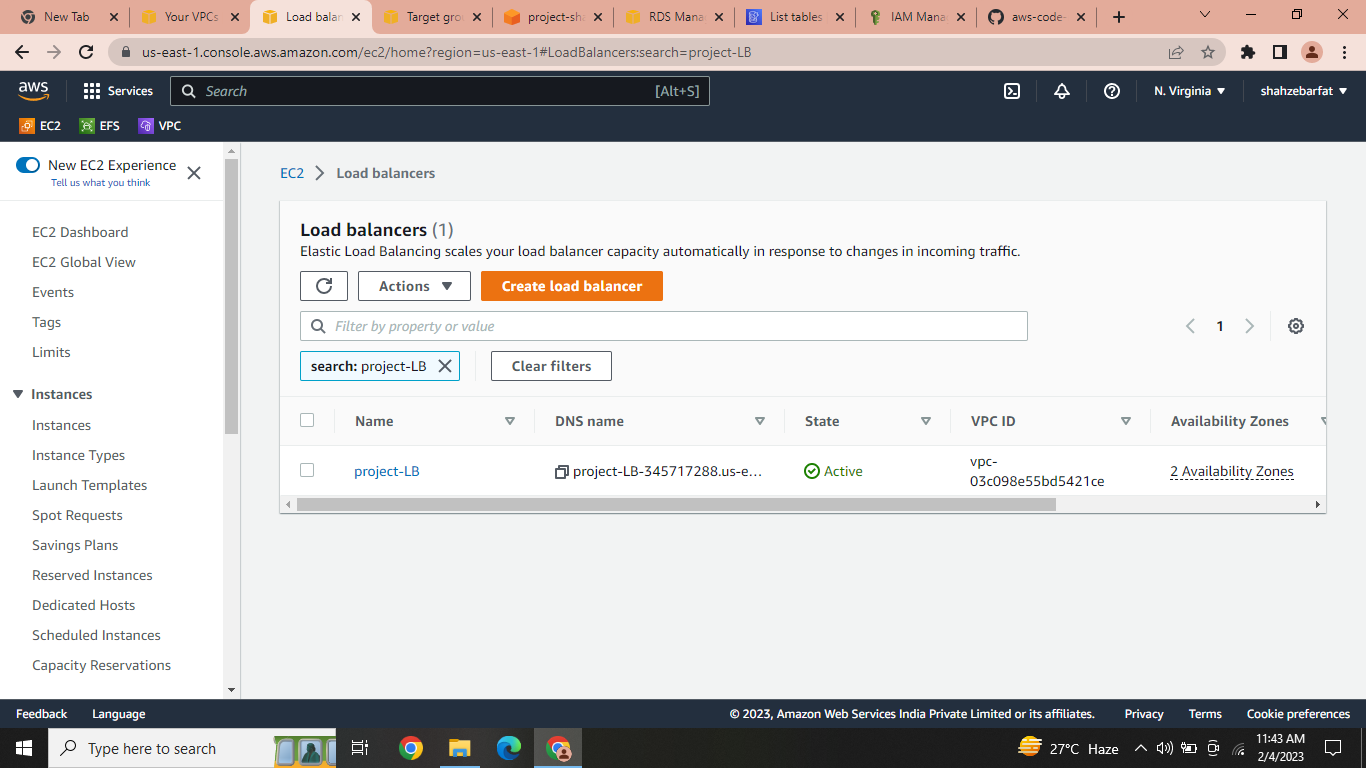 New Tab
Your VPCs
Load balan
Target gro
project-sha
RDS Mana
List tables
IAM Mana
aws-code-
us-east-1.console.aws.amazon.com/ec2/home?region=us-east-1#LoadBalancers:search=project-LB
aws
Services
Search
[Alt+S]
N. Virginia
shahzebarfat
EC2
EFS
VPC
New EC2 Experience
Tell us what you think
EC2 Dashboard
EC2 Global View
Events
Tags
Limits
Instances
Instances
Instance Types
Launch Templates
Spot Requests
Savings Plans
Reserved Instances
Dedicated Hosts
Scheduled Instances
Capacity Reservations
EC2 > Load balancers
Load balancers (1)
Elastic Load Balancing scales your load balancer capacity automatically in response to changes in incoming traffic.
Actions
Create load balancer
Filter by property or value
1
search: project-LB
Clear filters
Name DNS name State VPC ID Availability Zones
project-LB project-LB-345717288.us-e... Active vpc-
03c098e55bd5421ce 2 Availability Zones
Feedback Language © 2023, Amazon Web Services India Private Limited or its affiliates. Privacy Terms Cookie preferences
Type here to search
27°C Haze
11:43 AM
2/4/2023